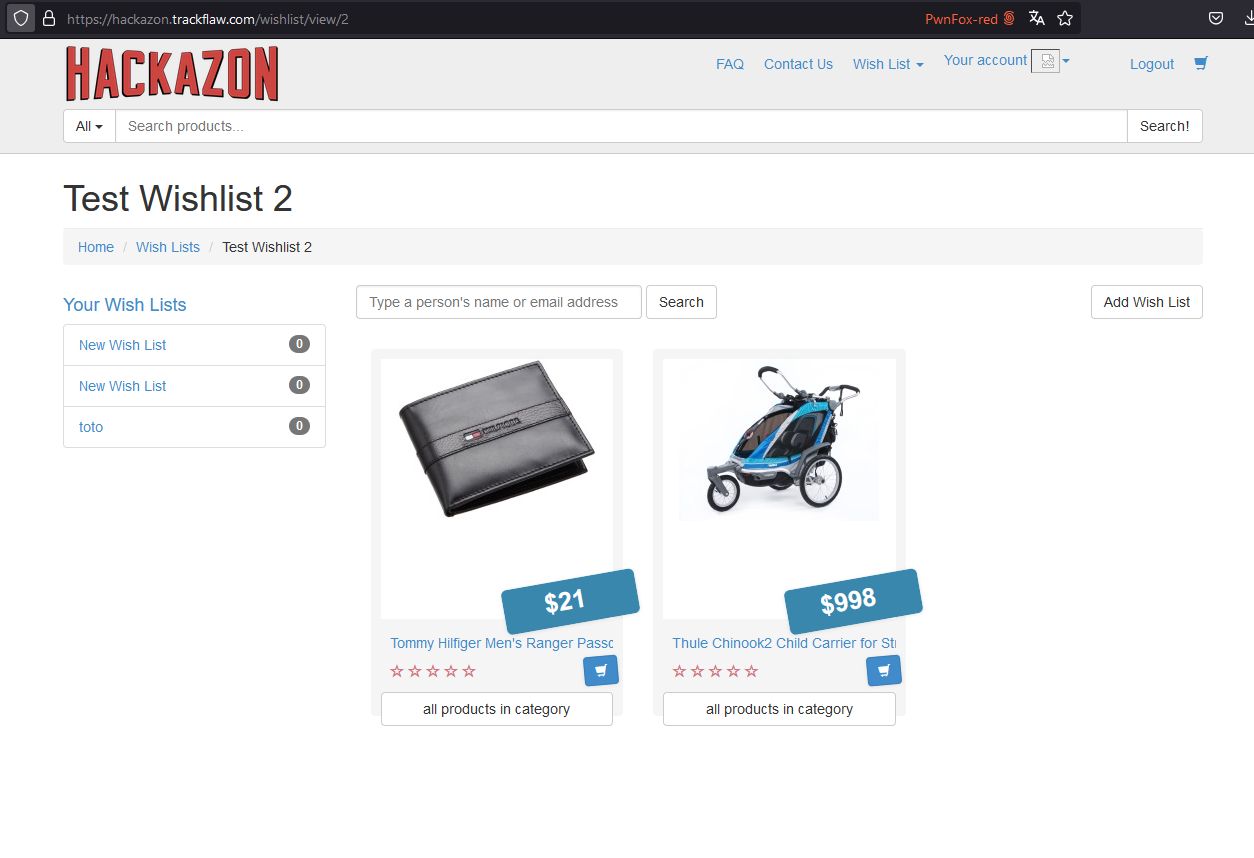 https://hackazon.trackflaw.com/wishlist/view/2 PwnFox-red
HACKAZON
FAQ Contact Us Wish List Your account Logout
All Search products... Search!
Test Wishlist 2
Home / Wish Lists / Test Wishlist 2
Your Wish Lists
Type a person's name or email address Search Add Wish List
New Wish List 0
New Wish List 0
toto 0
$21 $998
Tommy Hilfiger Men's Ranger Passc Thule Chinook2 Child Carrier for Str
all products in category all products in category